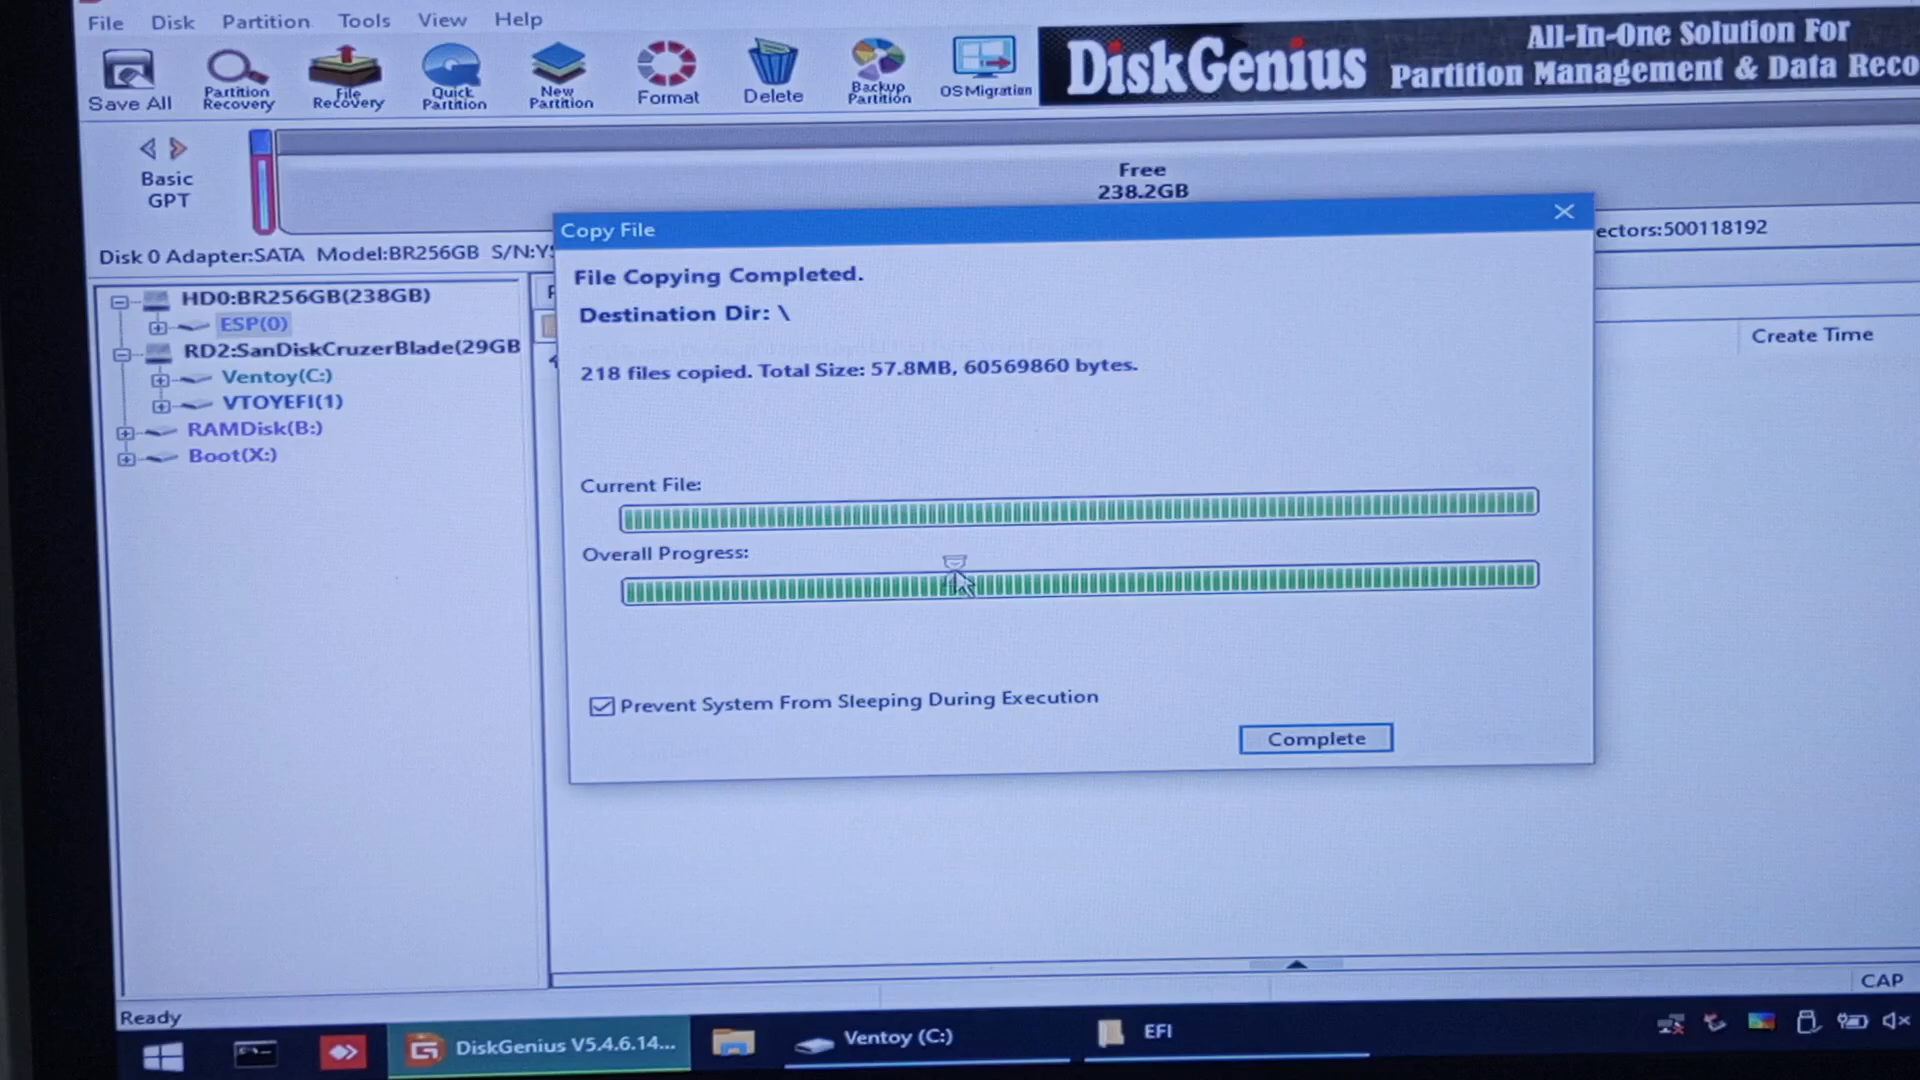 File Disk Partition Tools View Help
Save All
Partition
Recovery
File
Recovery
Quick
Partition
New
Partition
Format
Delete
Backup
Partition
OS Migration
DiskGenius
All-In-One Solution For
Partition Management & Data Reco
Basic
GPT
Free
238.2GB
Disk 0 Adapter:SATA Model:BR256GB S/N:YS
ectors:500118192
HD0:BR256GB(238GB)
ESP(0)
RD2:SanDiskCruzerBlade(29GB
Ventoy(C:)
VTOYEFI(1)
RAMDisk(B:)
Boot(X:)
Create Time
Copy File
File Copying Completed.
Destination Dir: \
218 files copied. Total Size: 57.8MB, 60569860 bytes.
Current File:
Overall Progress:
Prevent System From Sleeping During Execution
Complete
CAP
Ready
DiskGenius V5.4.6.14...
Ventoy (C:)
EFI